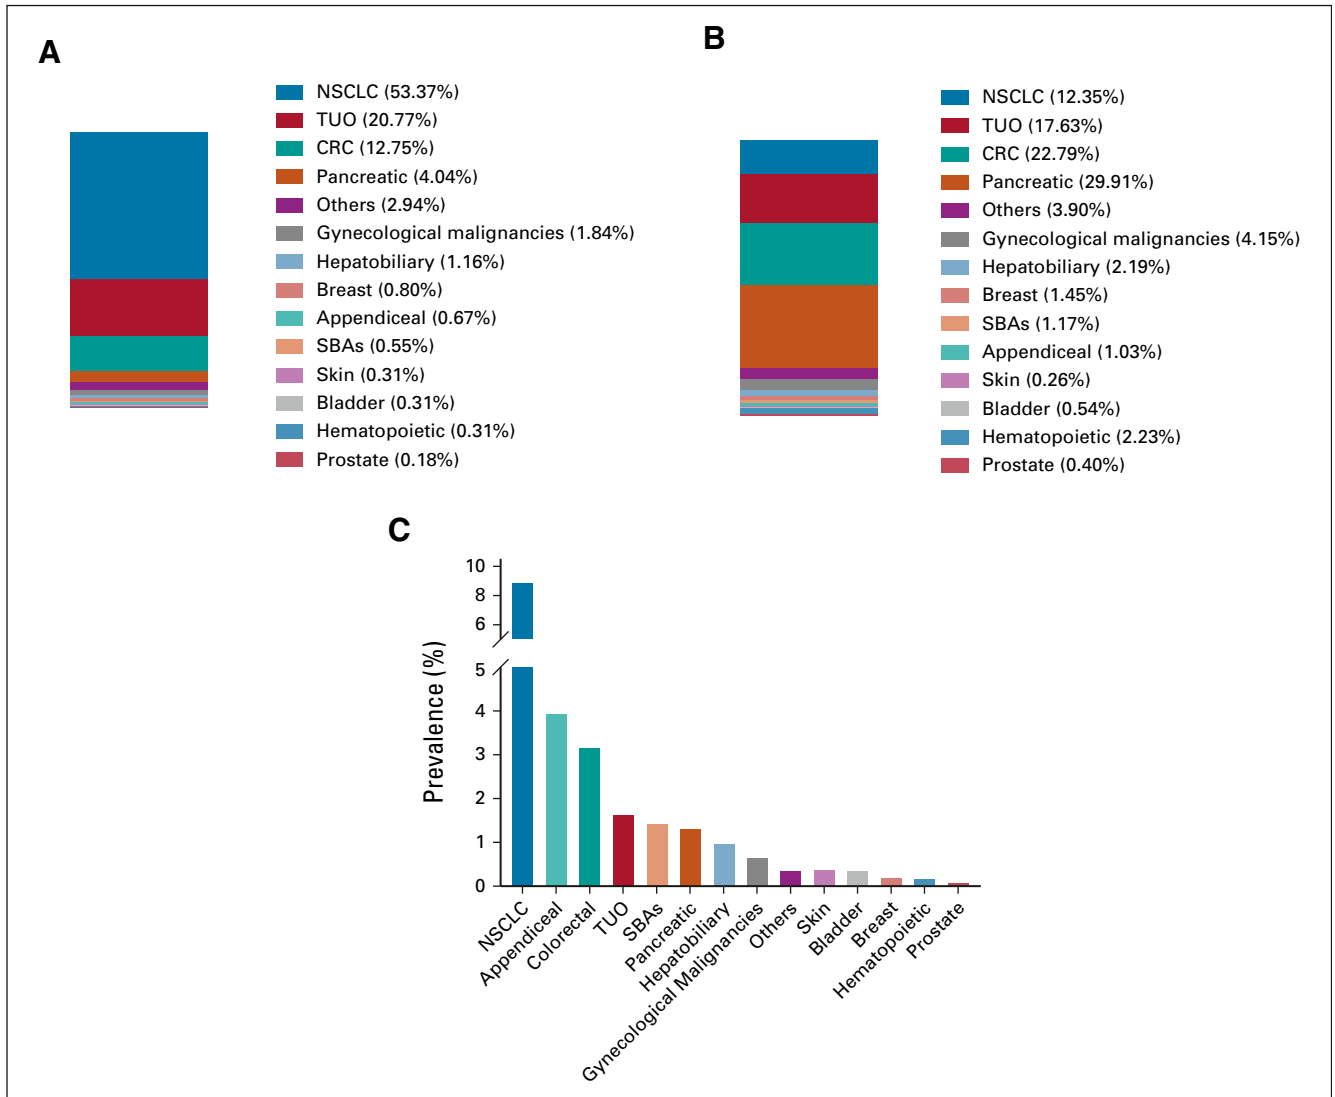 A
NSCLC (53.37%)
TUO (20.77%)
CRC (12.75%)
Pancreatic (4.04%)
Others (2.94%)
Gynecological malignancies (1.84%)
Hepatobiliary (1.16%)
Breast (0.80%)
Appendiceal (0.67%)
SBAs (0.55%)
Skin (0.31%)
Bladder (0.31%)
Hematopoietic (0.31%)
Prostate (0.18%)
B
NSCLC (12.35%)
TUO (17.63%)
CRC (22.79%)
Pancreatic (29.91%)
Others (3.90%)
Gynecological malignancies (4.15%)
Hepatobiliary (2.19%)
Breast (1.45%)
SBAs (1.17%)
Appendiceal (1.03%)
Skin (0.26%)
Bladder (0.54%)
Hematopoietic (2.23%)
Prostate (0.40%)
C
Prevalence (%)
10
8
6
5
4
3
2
1
0
NSCLC
Appendiceal
Colorectal
TUO
SBAs
Pancreatic
Hepatobiliary
Gynecological Malignancies
Others
Skin
Bladder
Breast
Hematopoietic
Prostate